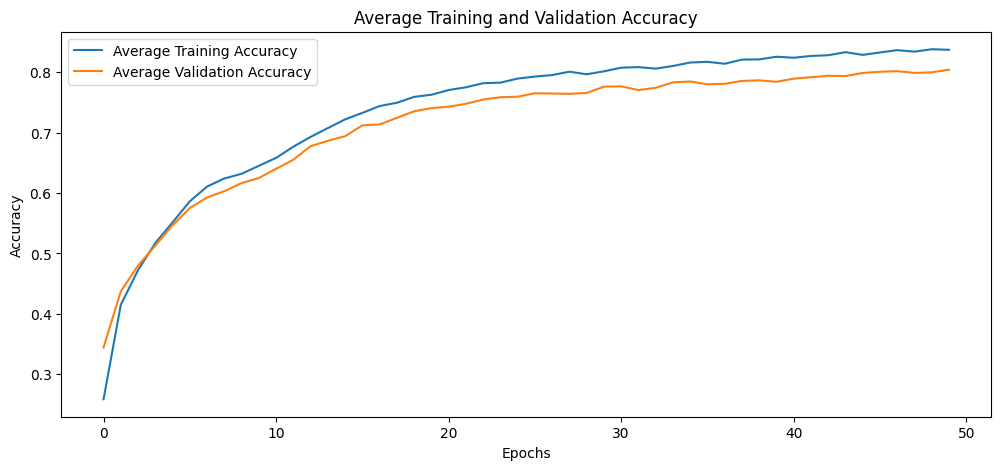 Average Training and Validation Accuracy
Average Training Accuracy
Average Validation Accuracy
Accuracy
0.8
0.7
0.6
0.5
0.4
0.3
0 10 20 30 40 50
Epochs